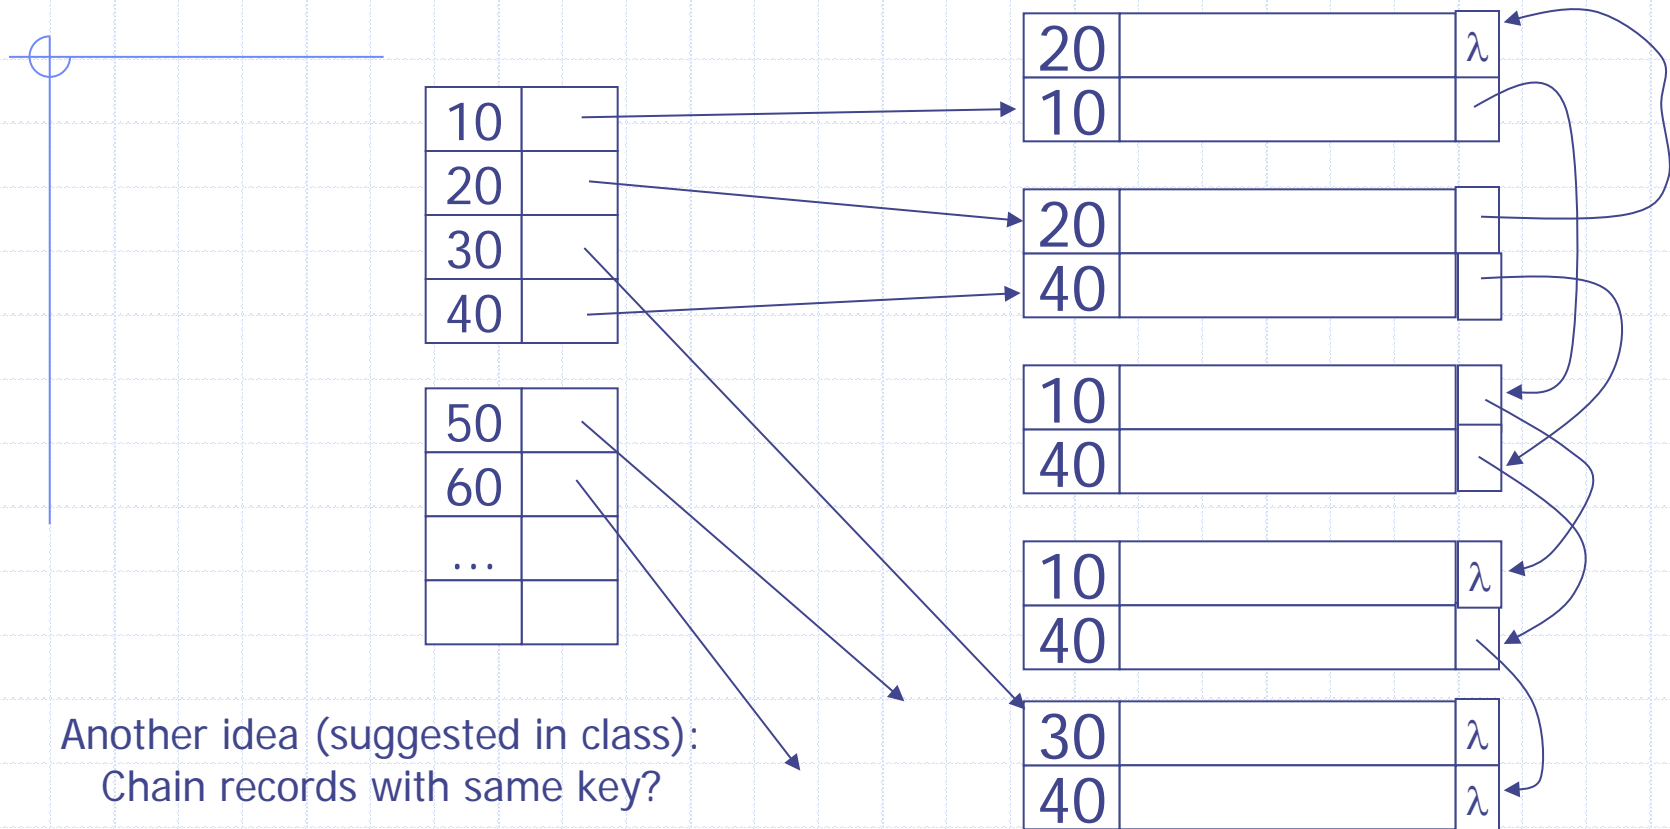 10
20
30
40
50
60
...
20 λ
10
20
40
10
40
10 λ
40
30 λ
40 λ
Another idea (suggested in class):
Chain records with same key?